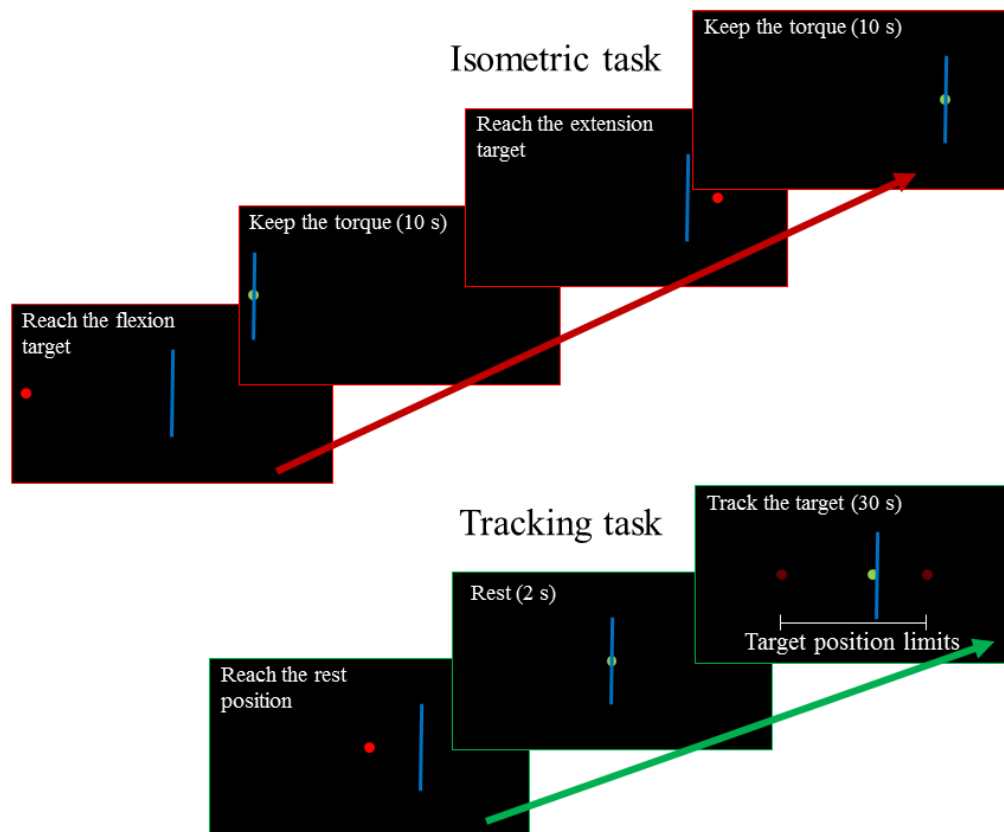 Isometric task
Reach the flexion
target
Keep the torque (10 s)
Reach the extension
target
Keep the torque (10 s)
Tracking task
Reach the rest
position
Rest (2 s)
Track the target (30 s)
Target position limits